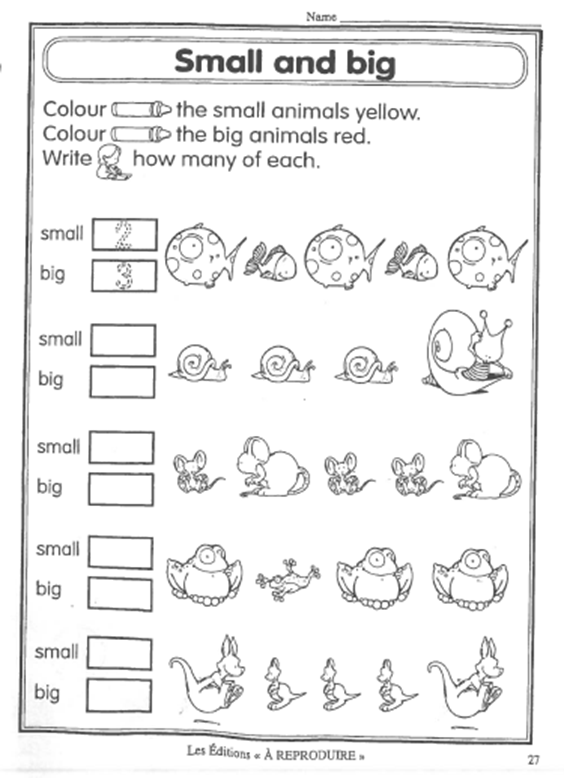 Name
Small and big
Colour the small animals yellow.
Colour the big animals red.
Write how many of each.
small 2
big 3
small
big
small
big
small
big
small
big
Les Éditions « À REPRODUIRE »
27